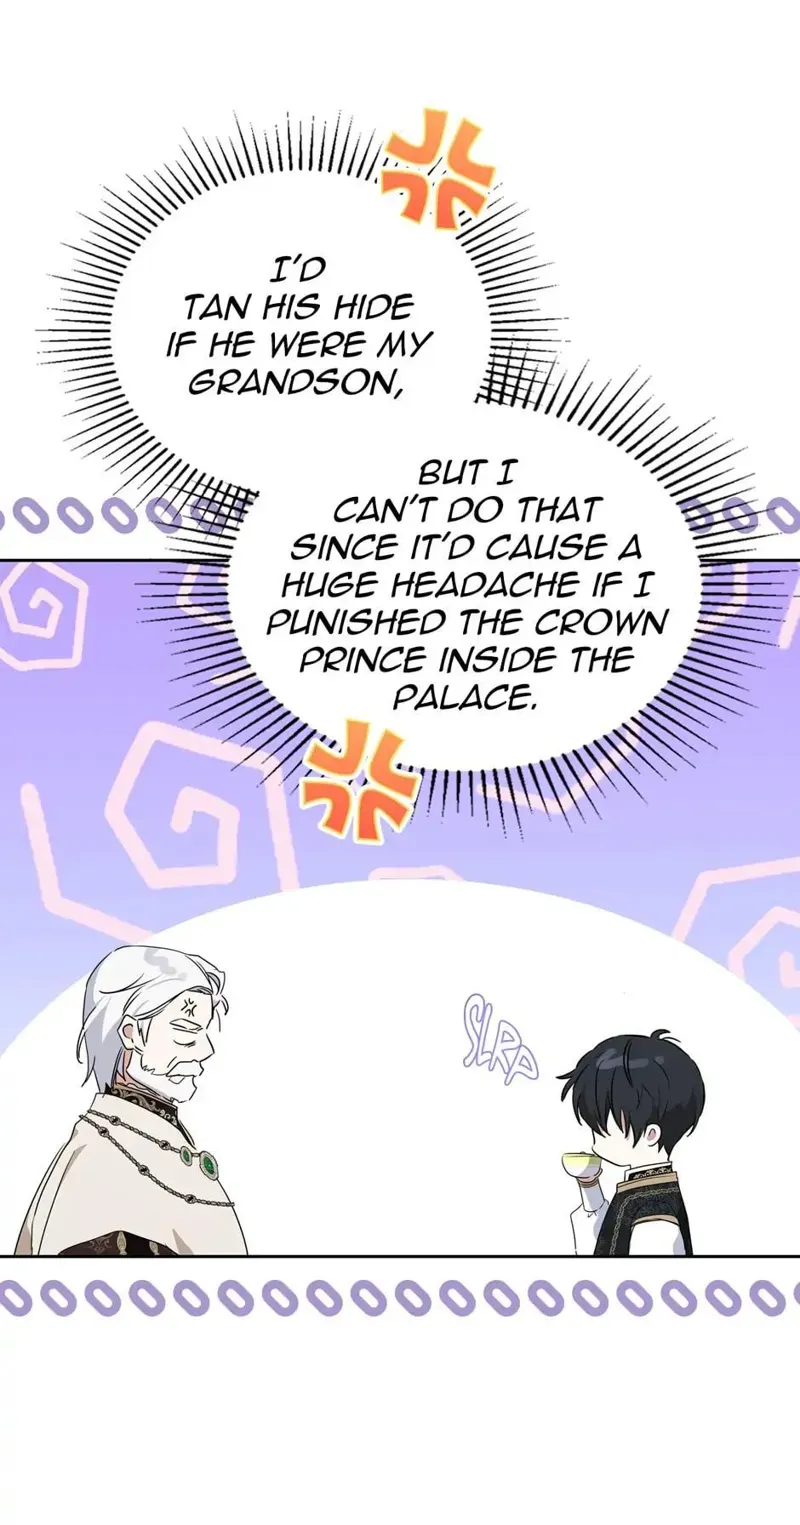 I'D
TAN HIS HIDE
IF HE WERE MY
GRANDSON,
BUT I
CAN'T DO THAT
SINCE IT'D CAUSE A
HUGE HEADACHE IF I
PUNISHED THE CROWN
PRINCE INSIDE THE
PALACE.
SLRP